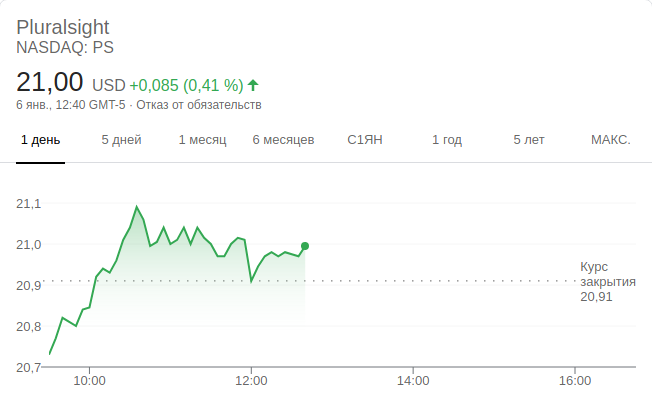 Pluralsight
NASDAQ: PS
21,00 USD +0,085 (0,41 %)
6 янв., 12:40 GMT-5 · Отказ от обязательств
1 день 5 дней 1 месяц 6 месяцев С1ЯН 1 год 5 лет МАКС.
21,1
21,0
20,9
20,8
20,7
Курс
закрытия
20,91
10:00 12:00 14:00 16:00